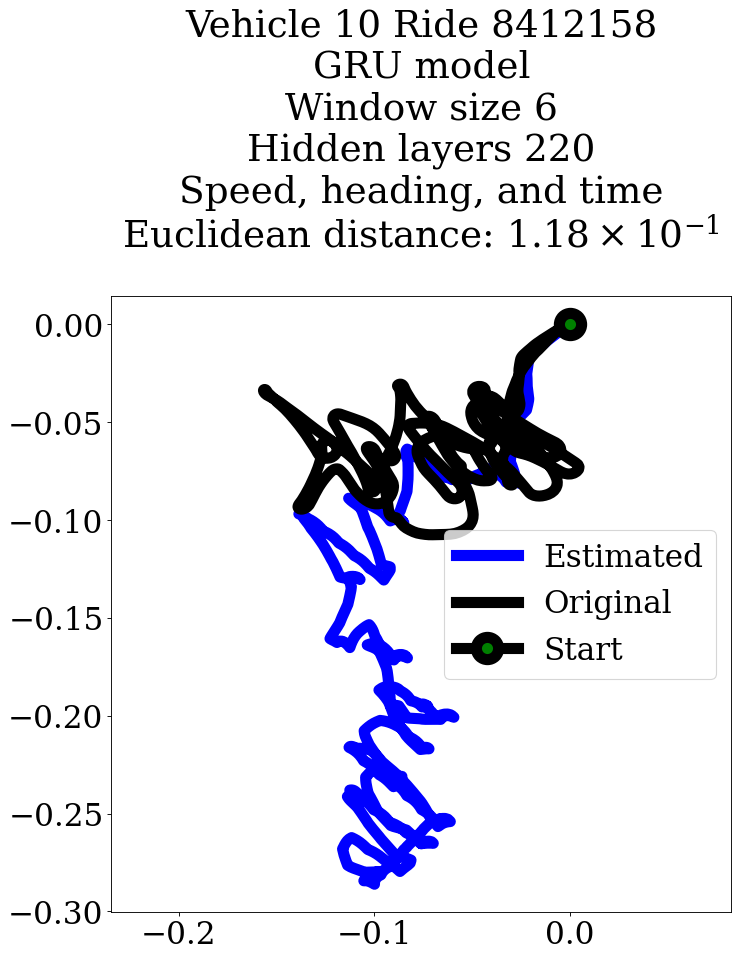 Vehicle 10 Ride 8412158
GRU model
Window size 6
Hidden layers 220
Speed, heading, and time
Euclidean distance: 1.18 × 10⁻¹
0.00
−0.05
−0.10
−0.15
−0.20
−0.25
−0.30
−0.2
−0.1
0.0
Estimated
Original
Start